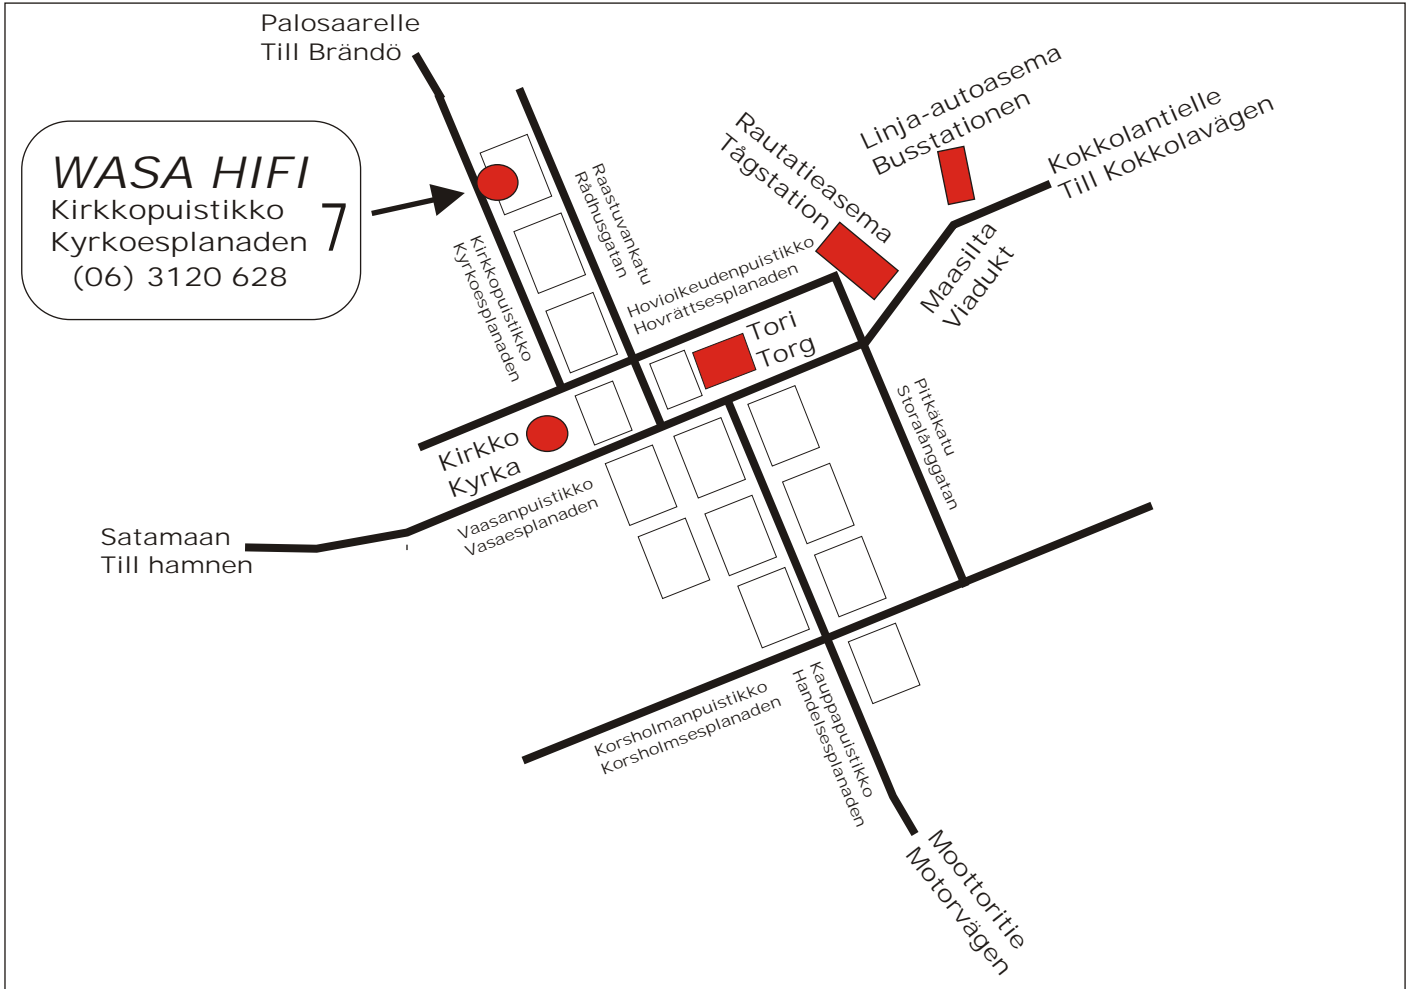 Palosaarelle
Till Brändö
WASA HIFI
Kirkkopuistikko
Kyrkoesplanaden 7
(06) 3120 628
Linja-autoasema
Busstationen
Rautatieasema
Tågstation
Kokkolantielle
Till Kokkolavägen
Raastuvankatu
Rådhusgatan
Kirkkopuistikko
Kyrkoesplanaden
Hovioikeudenpuistikko
Hovrättsesplanaden
Maasilta
Viadukt
Tori
Torg
Pitkäkatu
Storalånggatan
Kirkko
Kyrka
Vaasanpuistikko
Vasaesplanaden
Satamaan
Till hamnen
Korsholmanpuistikko
Korsholmsesplanaden
Kauppapuistikko
Handelsesplanaden
Moottoritie
Motorvägen